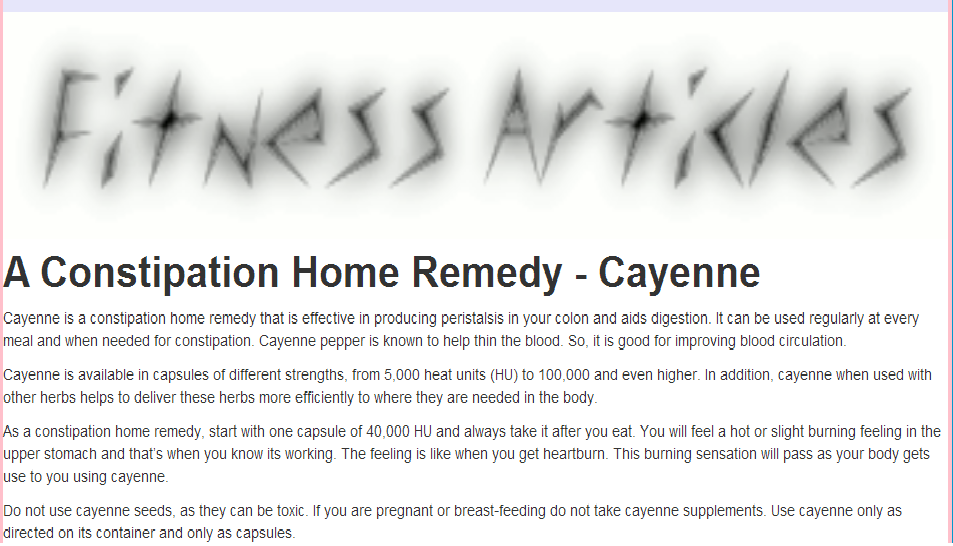 Fitness Articles
A Constipation Home Remedy - Cayenne
Cayenne is a constipation home remedy that is effective in producing peristalsis in your colon and aids digestion. It can be used regularly at every
meal and when needed for constipation. Cayenne pepper is known to help thin the blood. So, it is good for improving blood circulation.
Cayenne is available in capsules of different strengths, from 5,000 heat units (HU) to 100,000 and even higher. In addition, cayenne when used with
other herbs helps to deliver these herbs more efficiently to where they are needed in the body.
As a constipation home remedy, start with one capsule of 40,000 HU and always take it after you eat. You will feel a hot or slight burning feeling in the
upper stomach and that's when you know its working. The feeling is like when you get heartburn. This burning sensation will pass as your body gets
use to you using cayenne.
Do not use cayenne seeds, as they can be toxic. If you are pregnant or breast-feeding do not take cayenne supplements. Use cayenne only as
directed on its container and only as capsules.